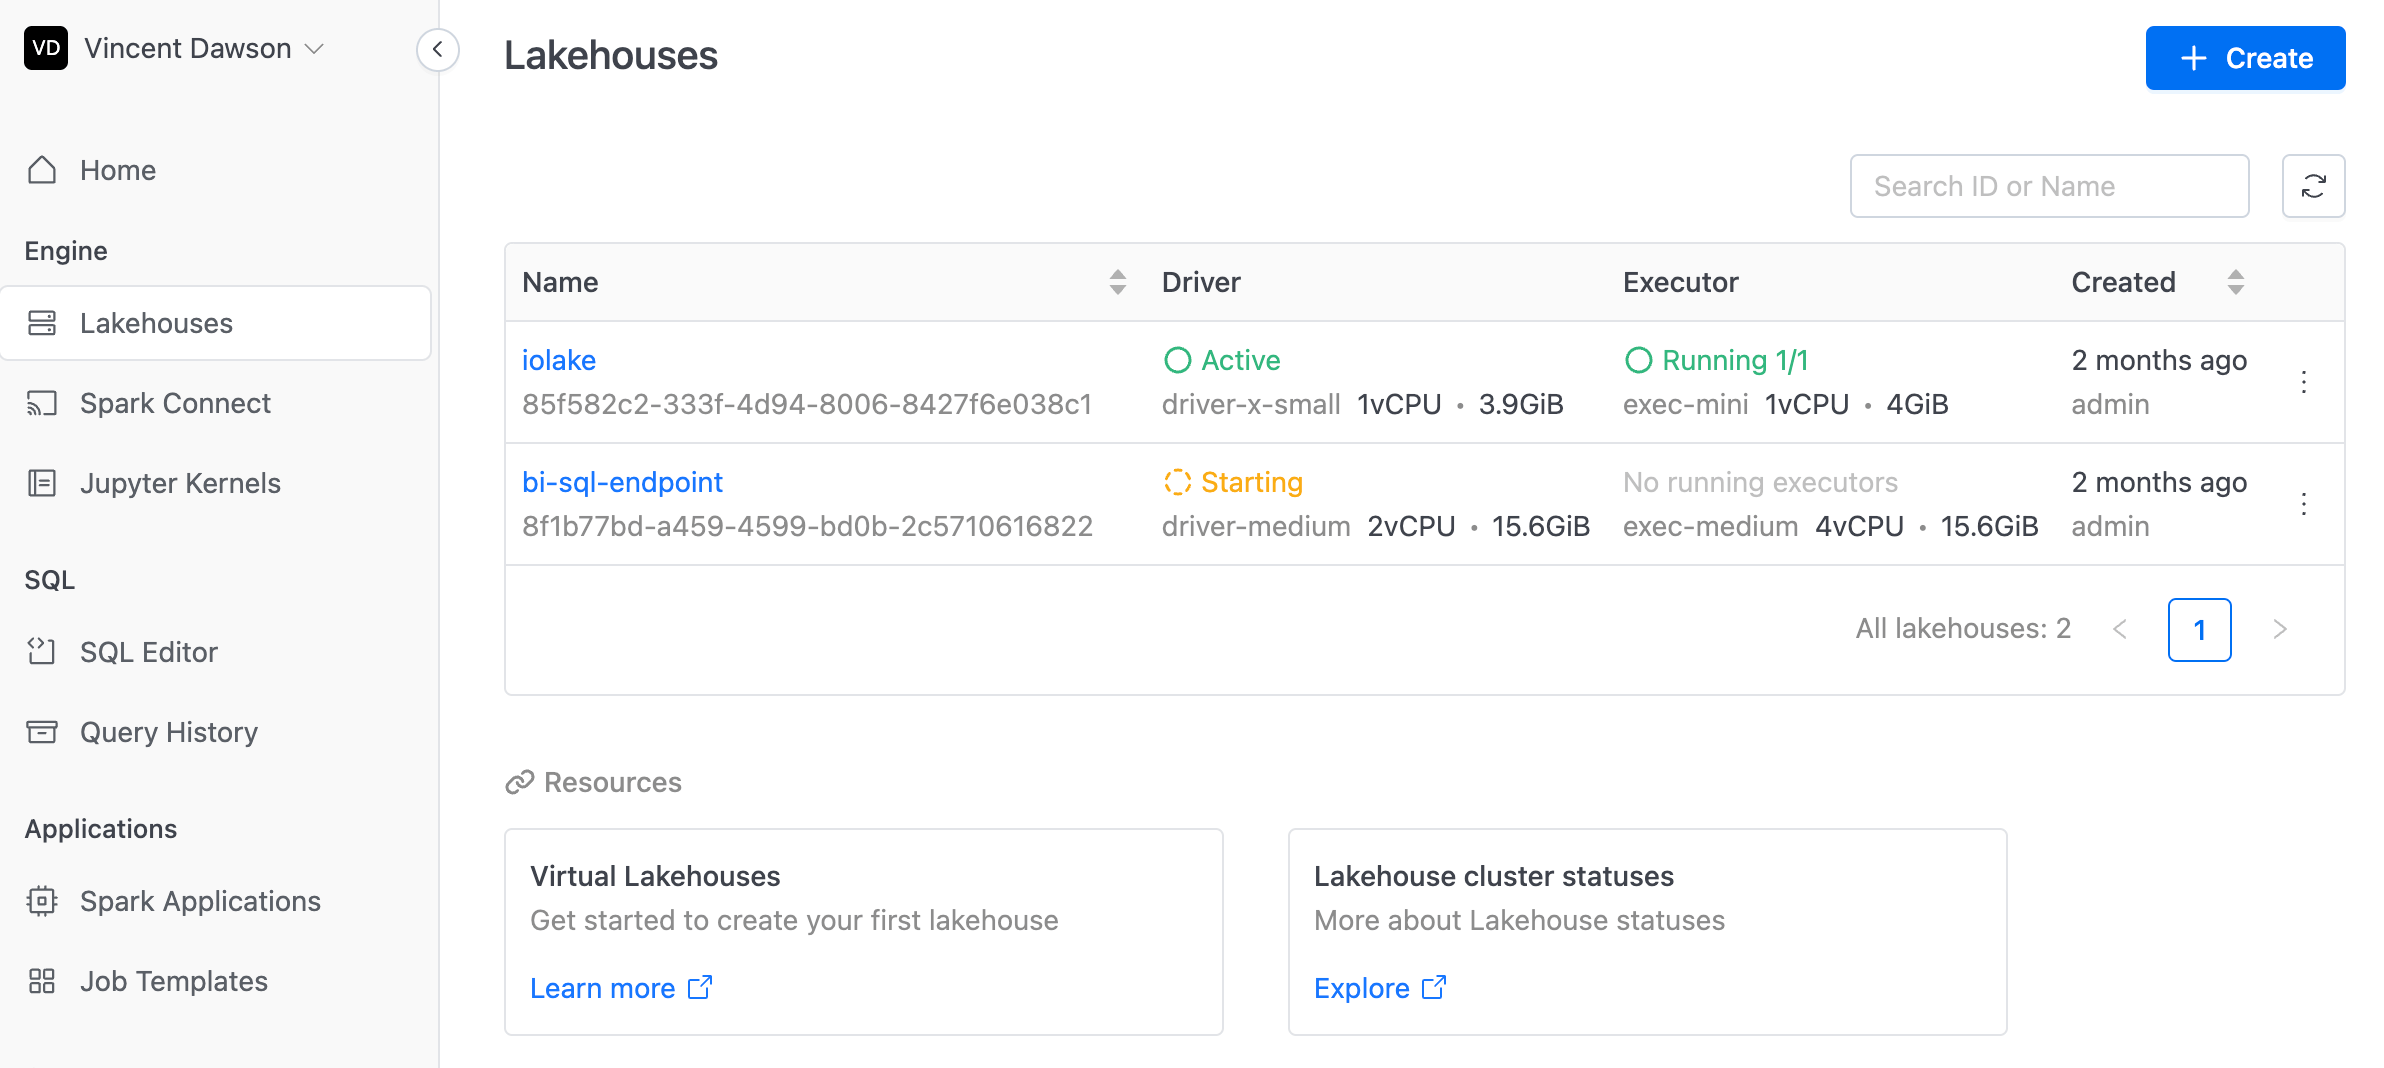 VD Vincent Dawson
Home
Engine
Lakehouses
Spark Connect
Jupyter Kernels
SQL
SQL Editor
Query History
Applications
Spark Applications
Job Templates
Lakehouses
+ Create
Search ID or Name
Name Driver Executor Created
iolake Active Running 1/1 2 months ago
85f582c2-333f-4d94-8006-8427f6e038c1 driver-x-small 1vCPU • 3.9GiB exec-mini 1vCPU • 4GiB admin
bi-sql-endpoint Starting No running executors 2 months ago
8f1b77bd-a459-4599-bd0b-2c5710616822 driver-medium 2vCPU • 15.6GiB exec-medium 4vCPU • 15.6GiB admin
All lakehouses: 2 < 1 >
Resources
Virtual Lakehouses
Get started to create your first lakehouse
Learn more
Lakehouse cluster statuses
More about Lakehouse statuses
Explore